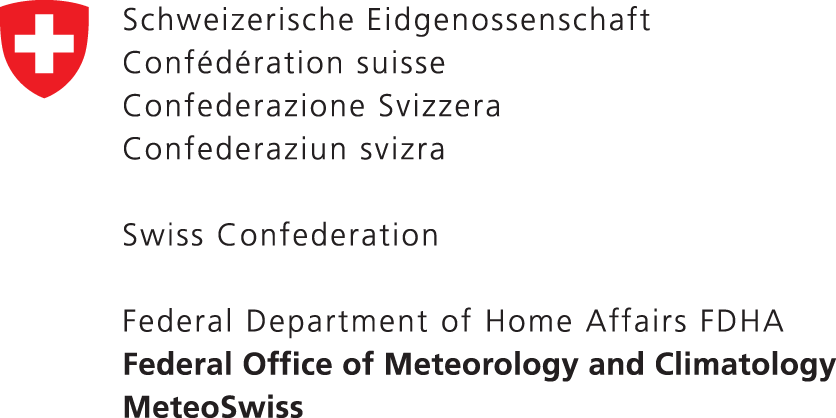 Schweizerische Eidgenossenschaft
Confédération suisse
Confederazione Svizzera
Confederaziun svizra
Swiss Confederation
Federal Department of Home Affairs FDHA
Federal Office of Meteorology and Climatology
MeteoSwiss